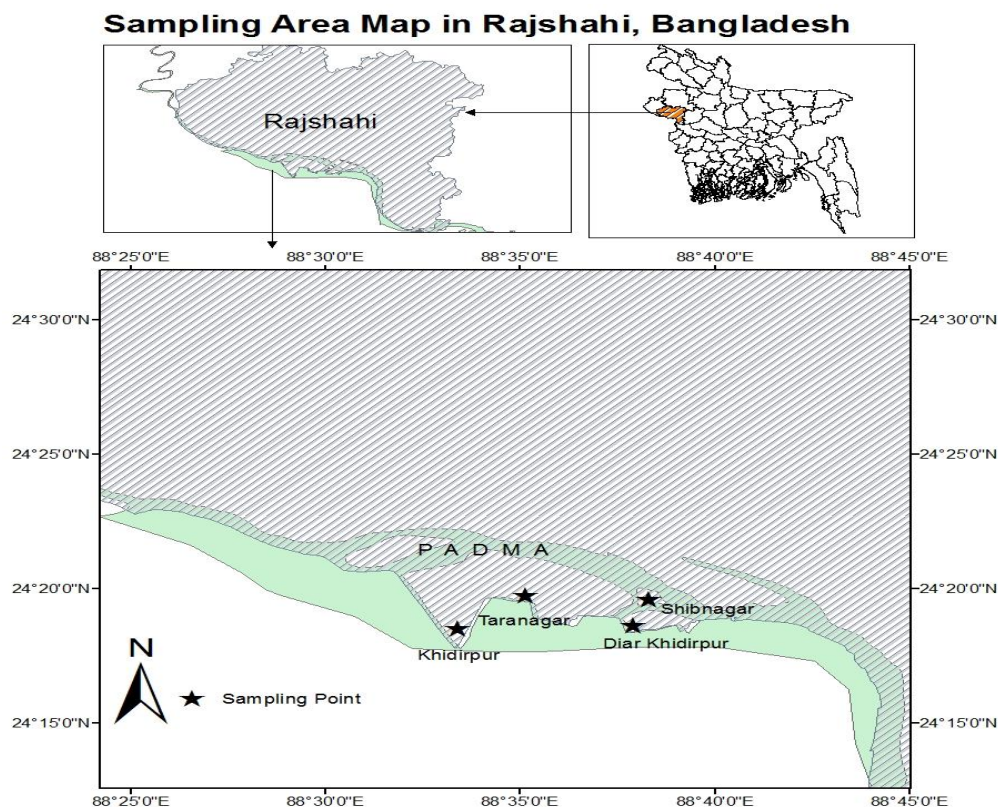 Sampling Area Map in Rajshahi, Bangladesh
Rajshahi
88°25'0"E 88°30'0"E 88°35'0"E 88°40'0"E 88°45'0"E
24°30'0"N 24°30'0"N
24°25'0"N 24°25'0"N
PADMA
24°20'0"N 24°20'0"N
Shibnagar
Taranagar
Diar Khidirpur
Khidirpur
N
Sampling Point
24°15'0"N 24°15'0"N
88°25'0"E 88°30'0"E 88°35'0"E 88°40'0"E 88°45'0"E